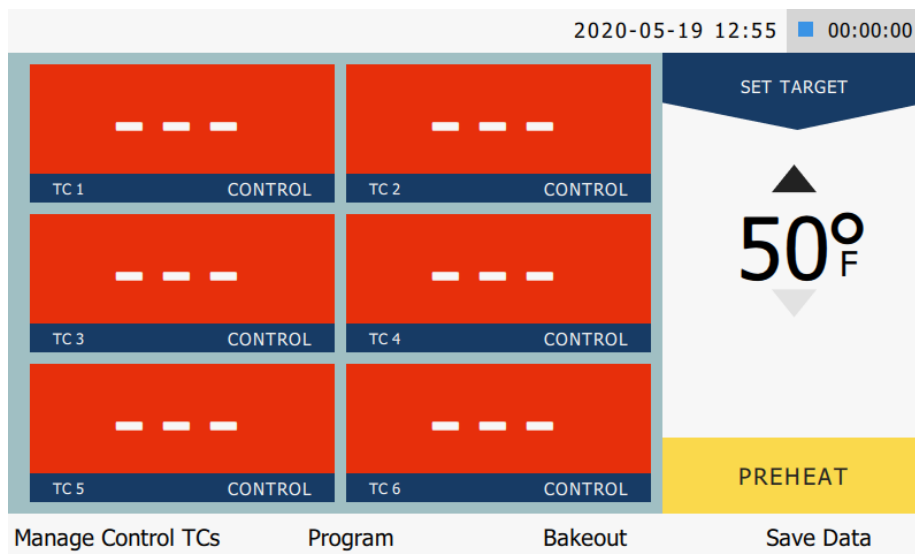 2020-05-19 12:55 00:00:00
SET TARGET
– – –
TC 1 CONTROL
– – –
TC 2 CONTROL
– – –
TC 3 CONTROL
– – –
TC 4 CONTROL
– – –
TC 5 CONTROL
– – –
TC 6 CONTROL
50°F
PREHEAT
Manage Control TCs Program Bakeout Save Data